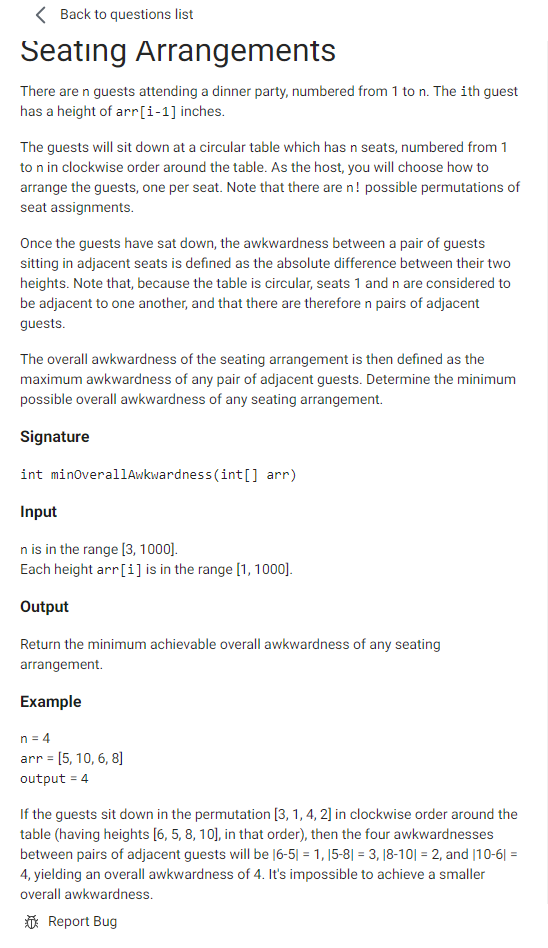 Back to questions list
Seating Arrangements
There are n guests attending a dinner party, numbered from 1 to n. The ith guest
has a height of arr[i-1] inches.
The guests will sit down at a circular table which has n seats, numbered from 1
to n in clockwise order around the table. As the host, you will choose how to
arrange the guests, one per seat. Note that there are n! possible permutations of
seat assignments.
Once the guests have sat down, the awkwardness between a pair of guests
sitting in adjacent seats is defined as the absolute difference between their two
heights. Note that, because the table is circular, seats 1 and n are considered to
be adjacent to one another, and that there are therefore n pairs of adjacent
guests.
The overall awkwardness of the seating arrangement is then defined as the
maximum awkwardness of any pair of adjacent guests. Determine the minimum
possible overall awkwardness of any seating arrangement.
Signature
int minOverallAwkwardness(int[] arr)
Input
n is in the range [3, 1000].
Each height arr[i] is in the range [1, 1000].
Output
Return the minimum achievable overall awkwardness of any seating
arrangement.
Example
n = 4
arr = [5, 10, 6, 8]
output = 4
If the guests sit down in the permutation [3, 1, 4, 2] in clockwise order around the
table (having heights [6, 5, 8, 10], in that order), then the four awkwardnesses
between pairs of adjacent guests will be |6-5| = 1, |5-8| = 3, |8-10| = 2, and |10-6| =
4, yielding an overall awkwardness of 4. It's impossible to achieve a smaller
overall awkwardness.
Report Bug